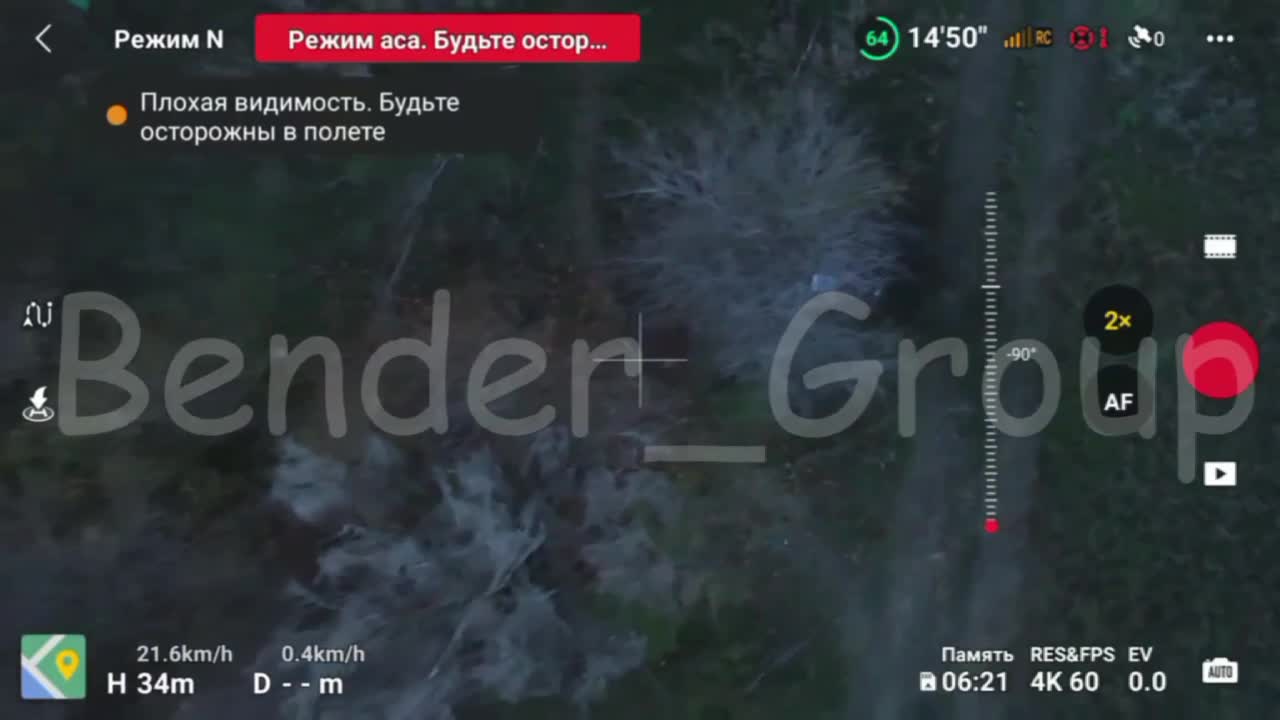 Режим N
Режим аса. Будьте остор...
64
14'50"
RC
0
Плохая видимость. Будьте
осторожны в полете
-90°
2×
AF
Bender_Group
21.6km/h
0.4km/h
H 34m
D - - m
Память
RES&FPS
EV
06:21
4K 60
0.0
AUTO